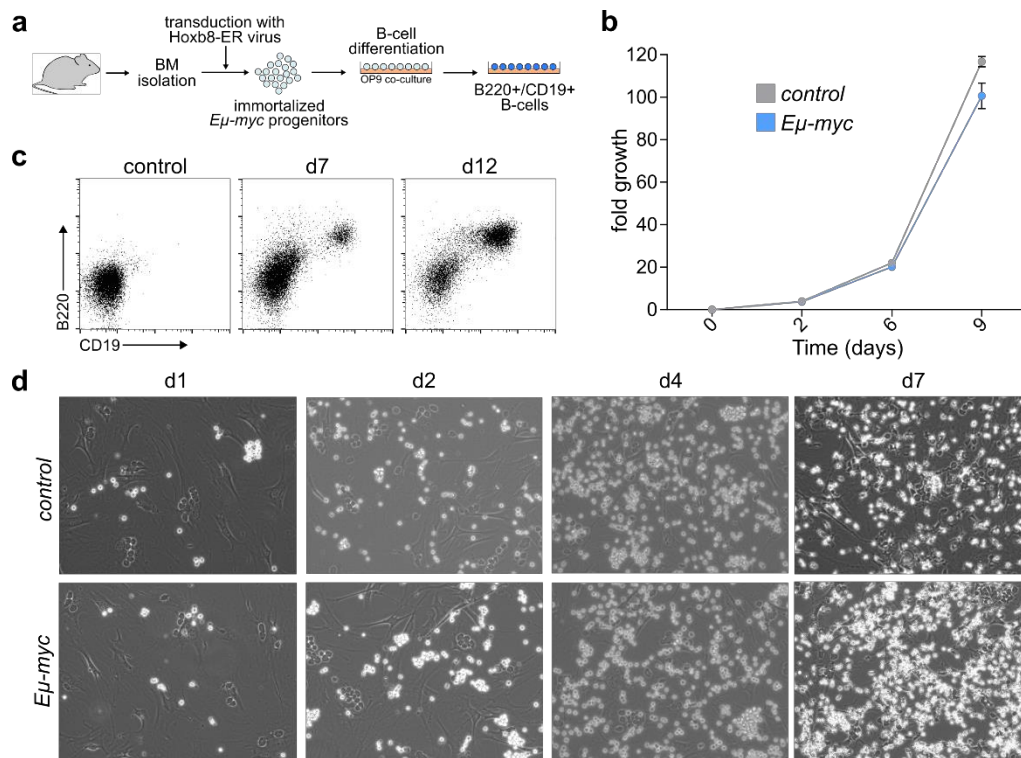 a
transduction with
Hoxb8-ER virus
BM
isolation
immortalized
Eµ-myc progenitors
B-cell
differentiation
OP9 co-culture
B220+/CD19+
B-cells
b
fold growth
120
100
80
60
40
20
0
control
Eµ-myc
0
2
6
9
Time (days)
c
control
d7
d12
B220
CD19
d
d1
d2
d4
d7
control
Eµ-myc